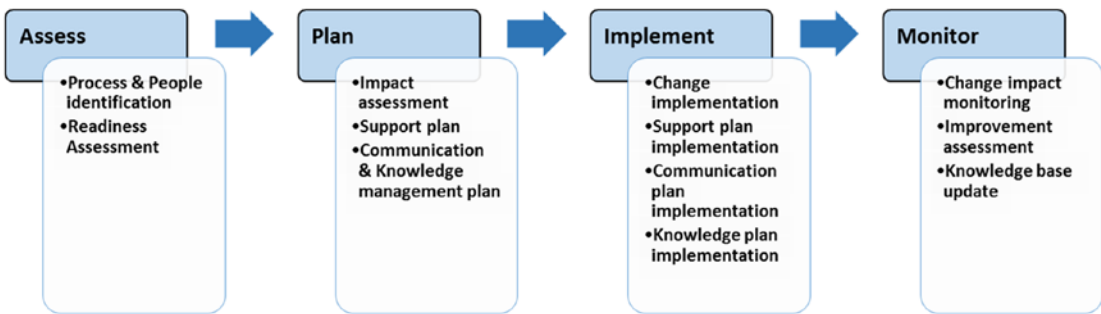 Assess
•Process & People
identification
•Readiness
Assessment
Plan
•Impact
assessment
•Support plan
•Communication
& Knowledge
management plan
Implement
•Change
implementation
•Support plan
implementation
•Communication
plan
implementation
•Knowledge plan
implementation
Monitor
•Change impact
monitoring
•Improvement
assessment
•Knowledge base
update